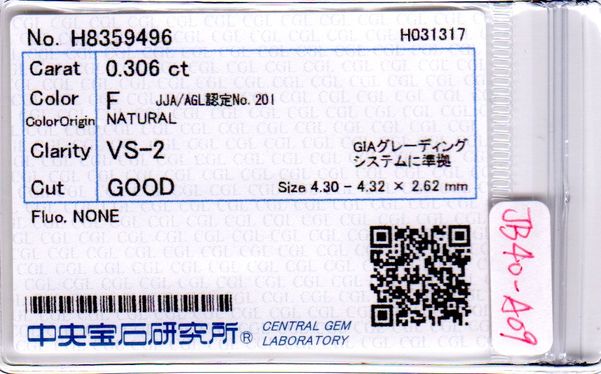 No. H8359496
H031317
Carat 0.306 ct
Color F JJA/AGL認定No. 201
ColorOrigin NATURAL
Clarity VS-2
GIAグレーディング
システムに準拠
Cut GOOD
Size 4.30 - 4.32 × 2.62 mm
Fluo. NONE
中央宝石研究所® CENTRAL GEM
LABORATORY
JB40-A09
CGL